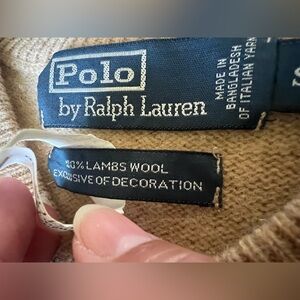 Polo
by Ralph Lauren
MADE IN
BANGLADESH
OF ITALIAN YARN
LAMBS WOOL
EXCLUSIVE OF DECORATION